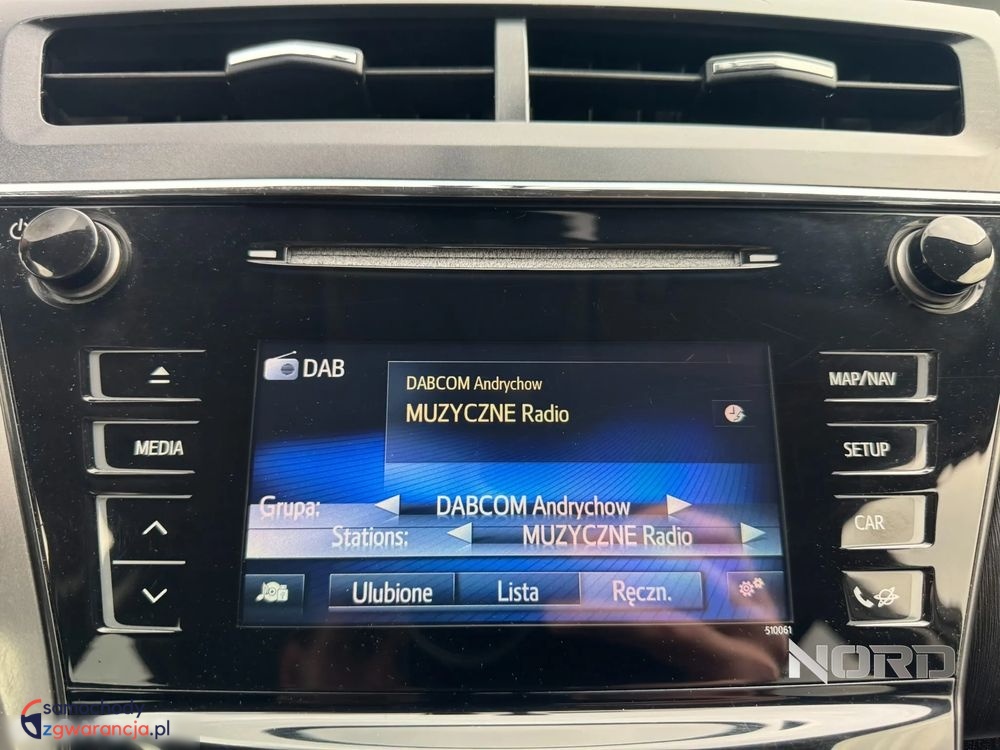 DAB
DABCOM Andrychow
MUZYCZNE Radio
MAP/NAV
MEDIA
SETUP
Grupa: DABCOM Andrychow
Stations: MUZYCZNE Radio
CAR
Ulubione Lista Ręczn.
510061
NORD
samochody
zgwarancja.pl